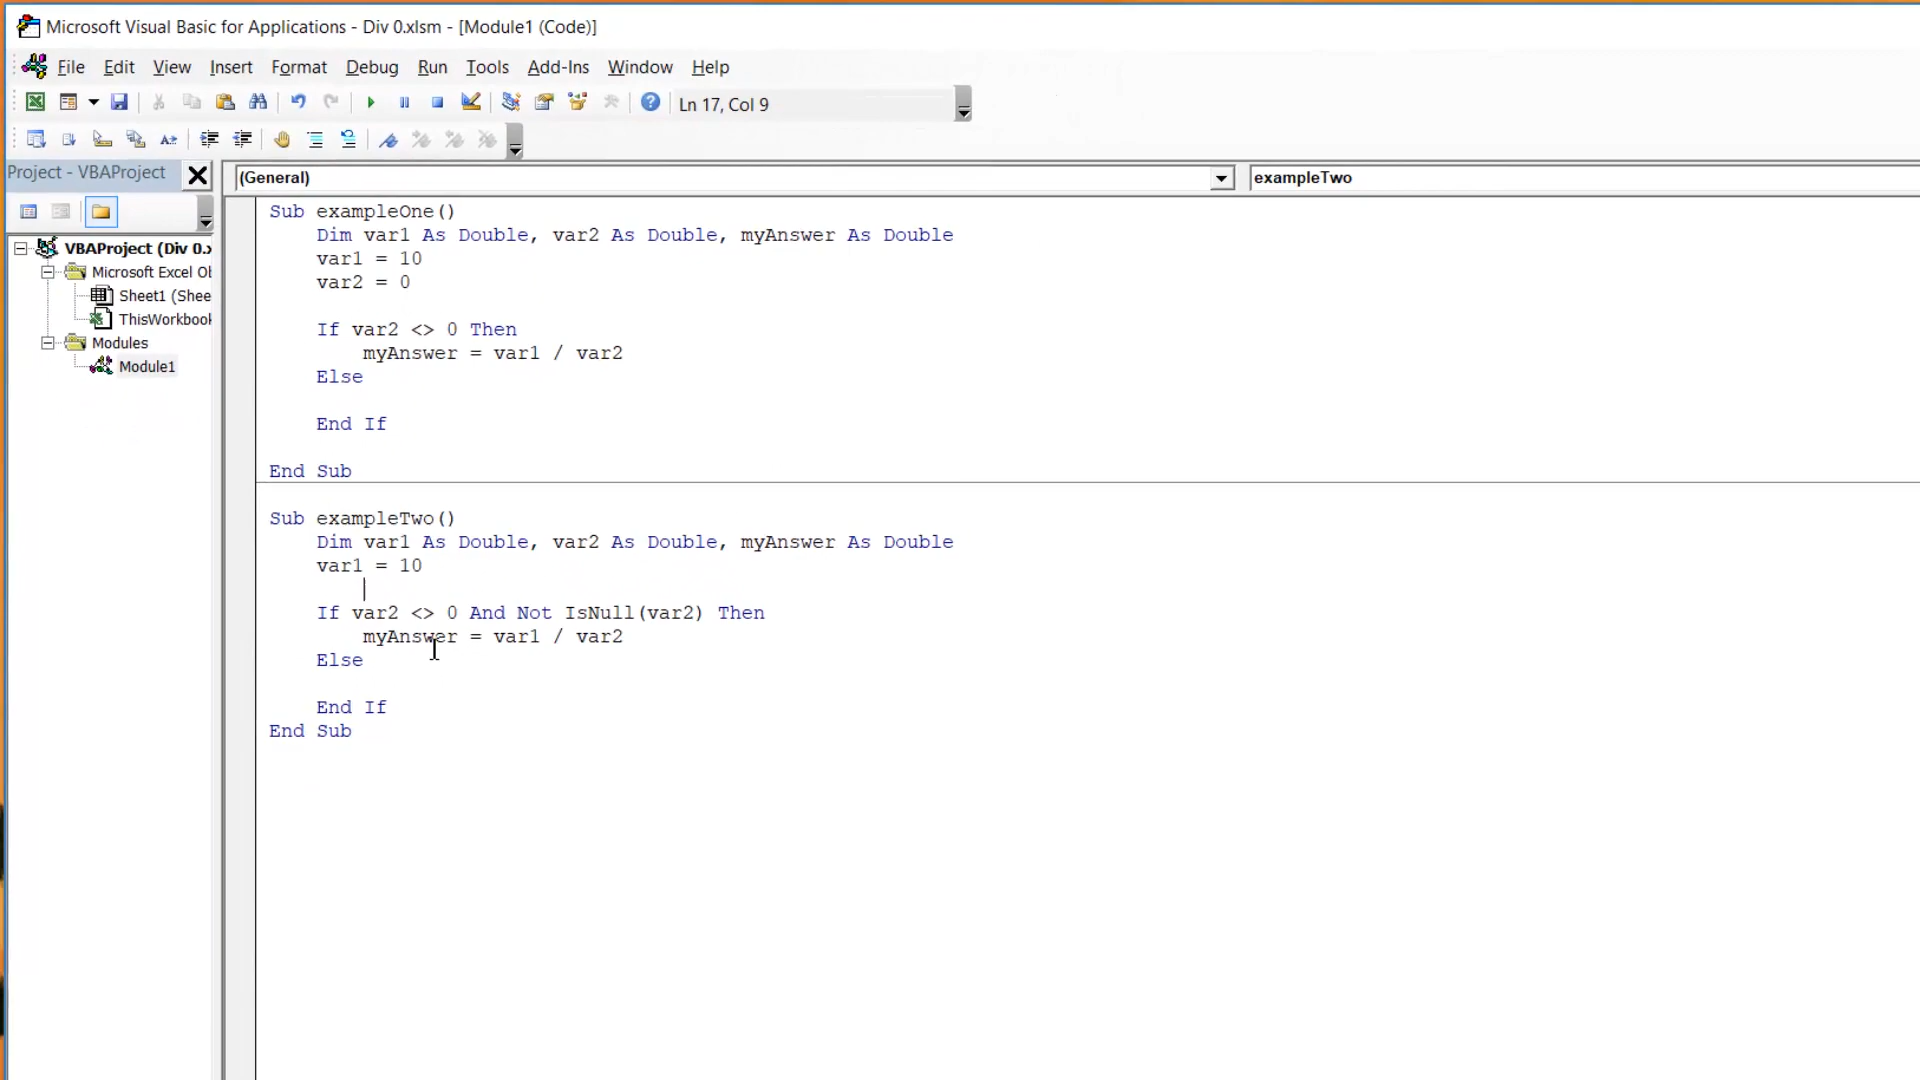 Microsoft Visual Basic for Applications - Div 0.xlsm - [Module1 (Code)]
File Edit View Insert Format Debug Run Tools Add-Ins Window Help
Ln 17, Col 9
Project - VBAProject
(General)
exampleTwo
VBAProject (Div 0.x
Microsoft Excel Ob
Sheet1 (Shee
ThisWorkbook
Modules
Module1
Sub exampleOne()
Dim var1 As Double, var2 As Double, myAnswer As Double
var1 = 10
var2 = 0
If var2 <> 0 Then
myAnswer = var1 / var2
Else
End If
End Sub
Sub exampleTwo()
Dim var1 As Double, var2 As Double, myAnswer As Double
var1 = 10
If var2 <> 0 And Not IsNull(var2) Then
myAnswer = var1 / var2
Else
End If
End Sub